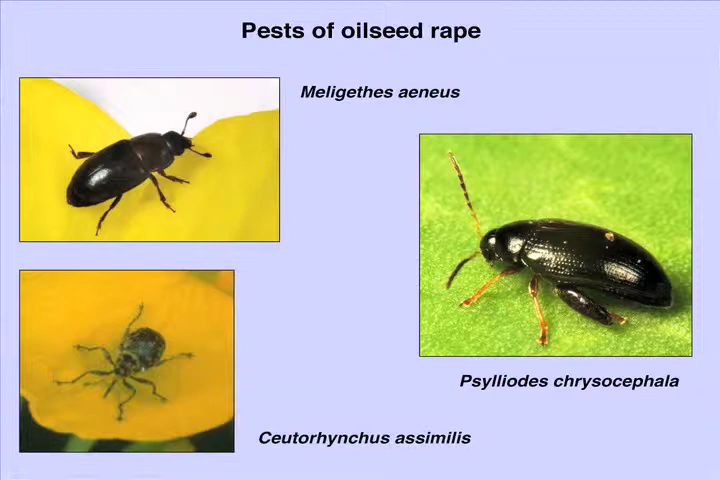 Pests of oilseed rape
Meligethes aeneus
Psylliodes chrysocephala
Ceutorhynchus assimilis